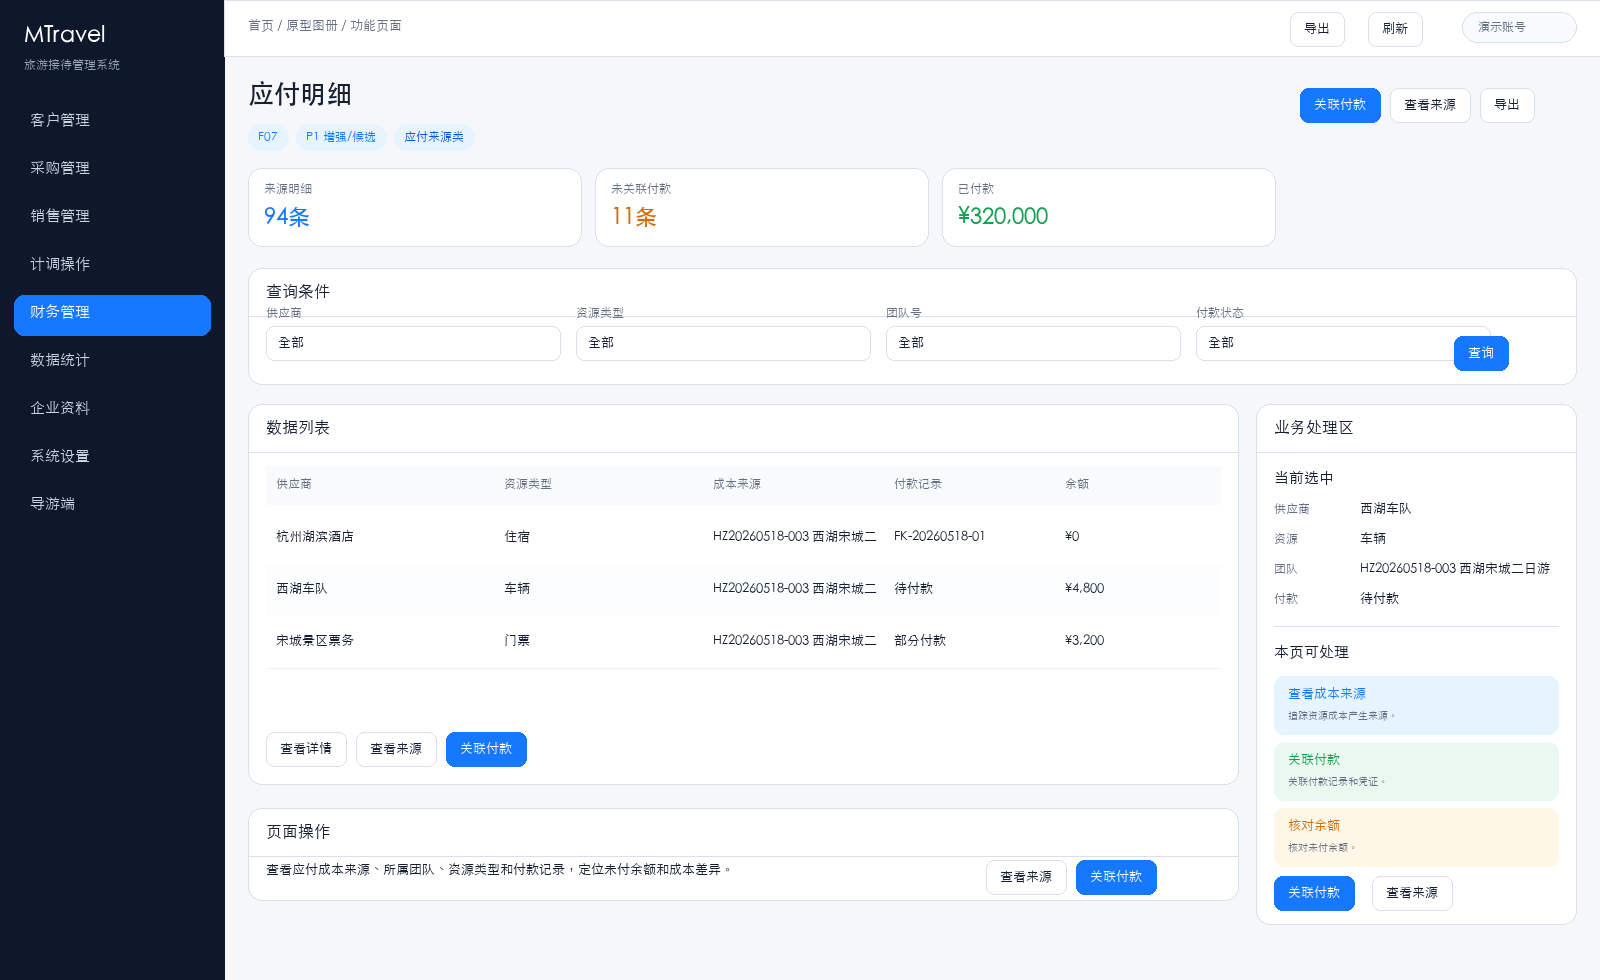 MTravel
旅游接待管理系统
客户管理
采购管理
销售管理
计调操作
财务管理
数据统计
企业资料
系统设置
导游端
首页 / 原型图册 / 功能页面
导出
刷新
演示账号
应付明细
F07
P1 增强/候选
应付来源类
关联付款
查看来源
导出
来源明细
94条
未关联付款
11条
已付款
¥320,000
查询条件
供应商
资源类型
团队号
付款状态
全部
全部
全部
全部
查询
数据列表
供应商 资源类型 成本来源 付款记录 余额
杭州湖滨酒店 住宿 HZ20260518-003 西湖宋城二 FK-20260518-01 ¥0
西湖车队 车辆 HZ20260518-003 西湖宋城二 待付款 ¥4,800
宋城景区票务 门票 HZ20260518-003 西湖宋城二 部分付款 ¥3,200
查看详情
查看来源
关联付款
页面操作
查看应付成本来源、所属团队、资源类型和付款记录，定位未付余额和成本差异。
查看来源
关联付款
业务处理区
当前选中
供应商 西湖车队
资源 车辆
团队 HZ20260518-003 西湖宋城二日游
付款 待付款
本页可处理
查看成本来源
追踪资源成本产生来源。
关联付款
关联付款记录和凭证。
核对余额
核对未付余额。
关联付款
查看来源